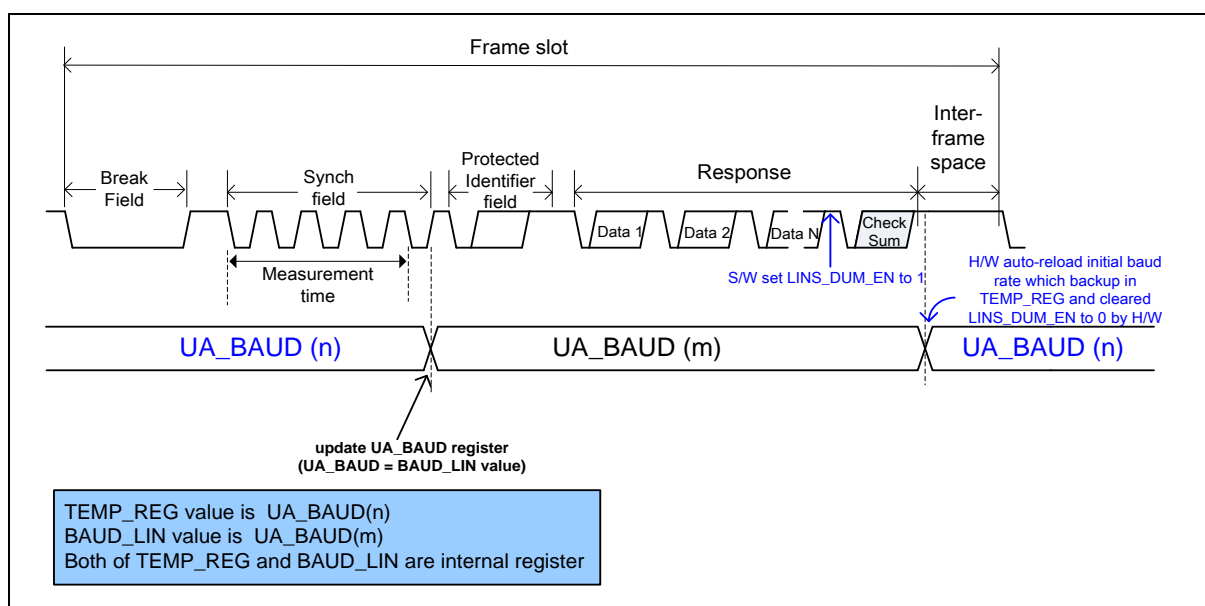 Frame slot
Inter-
frame
space
Break
Field
Synch
field
Protected
Identifier
field
Response
Data 1
Data 2
Data N
Check
Sum
Measurement
time
S/W set LINS_DUM_EN to 1
H/W auto-reload initial baud
rate which backup in
TEMP_REG and cleared
LINS_DUM_EN to 0 by H/W
UA_BAUD (n)
UA_BAUD (m)
UA_BAUD (n)
update UA_BAUD register
(UA_BAUD = BAUD_LIN value)
TEMP_REG value is UA_BAUD(n)
BAUD_LIN value is UA_BAUD(m)
Both of TEMP_REG and BAUD_LIN are internal register